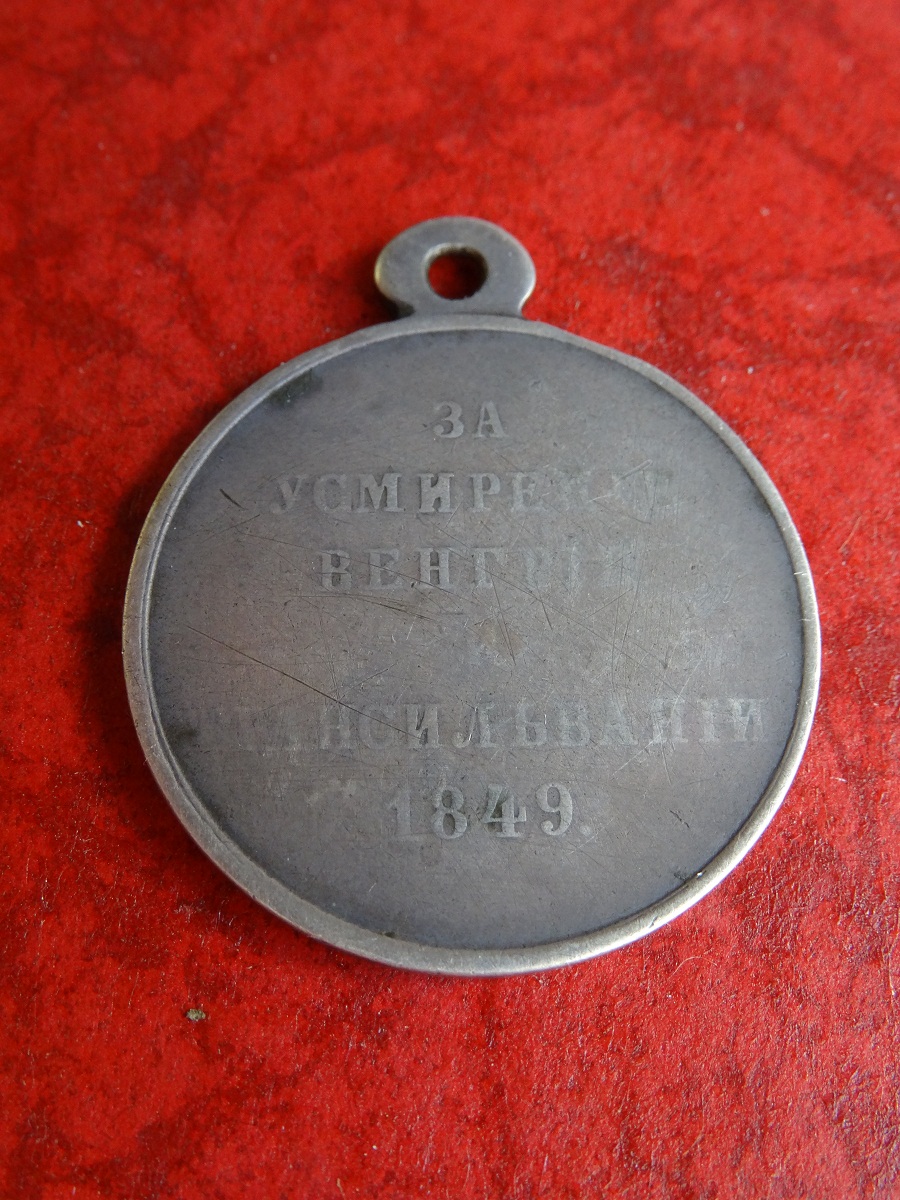 ЗА
УСМИРЕНІЕ
ВЕНГРІИ
ТРАНСИЛЬВАНІИ
1849.